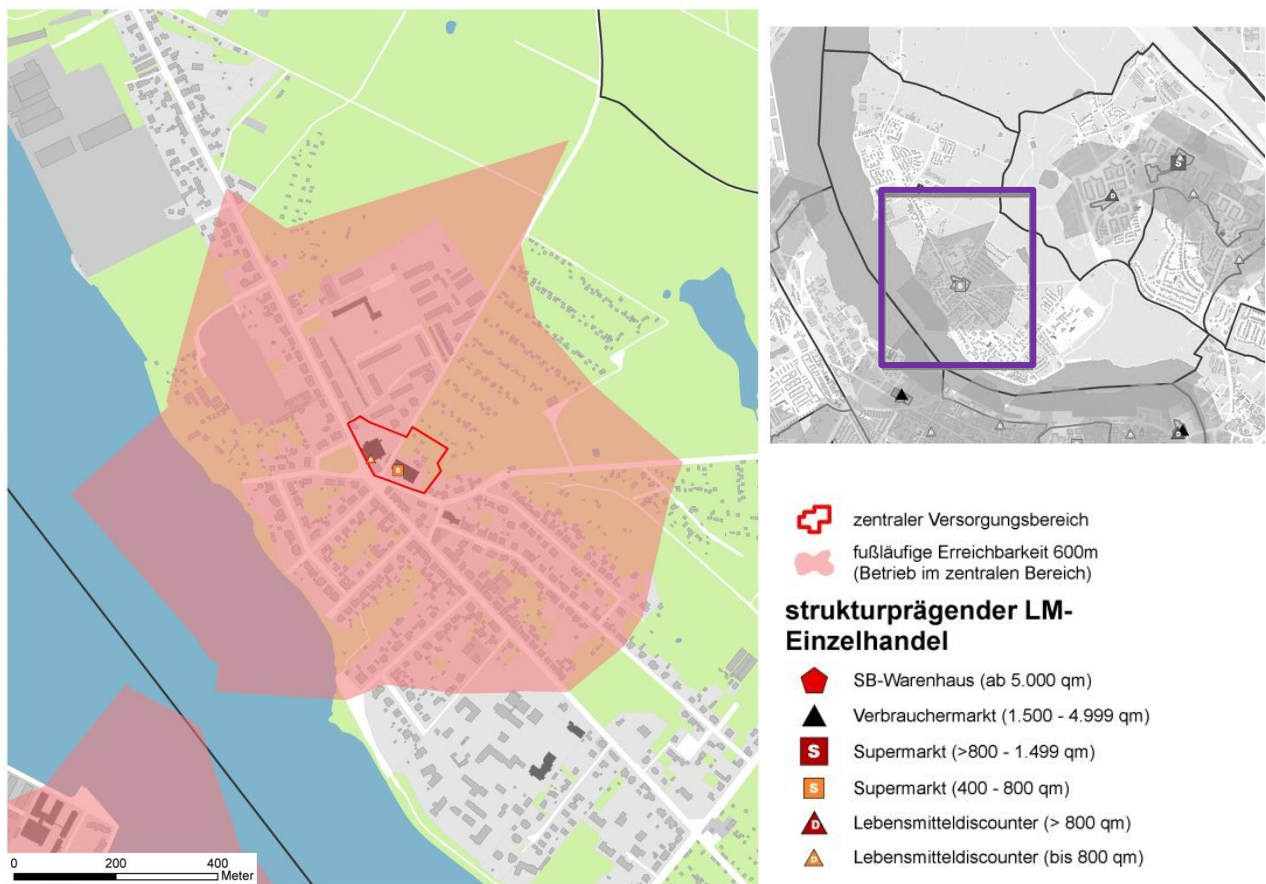 zentraler Versorgungsbereich
fußläufige Erreichbarkeit 600m
(Betrieb im zentralen Bereich)
strukturprägender LM-
Einzelhandel
SB-Warenhaus (ab 5.000 qm)
Verbrauchermarkt (1.500 - 4.999 qm)
S
Supermarkt (>800 - 1.499 qm)
S
Supermarkt (400 - 800 qm)
D
Lebensmitteldiscounter (> 800 qm)
D
Lebensmitteldiscounter (bis 800 qm)
S
S
D
S
D
0 200 400
Meter